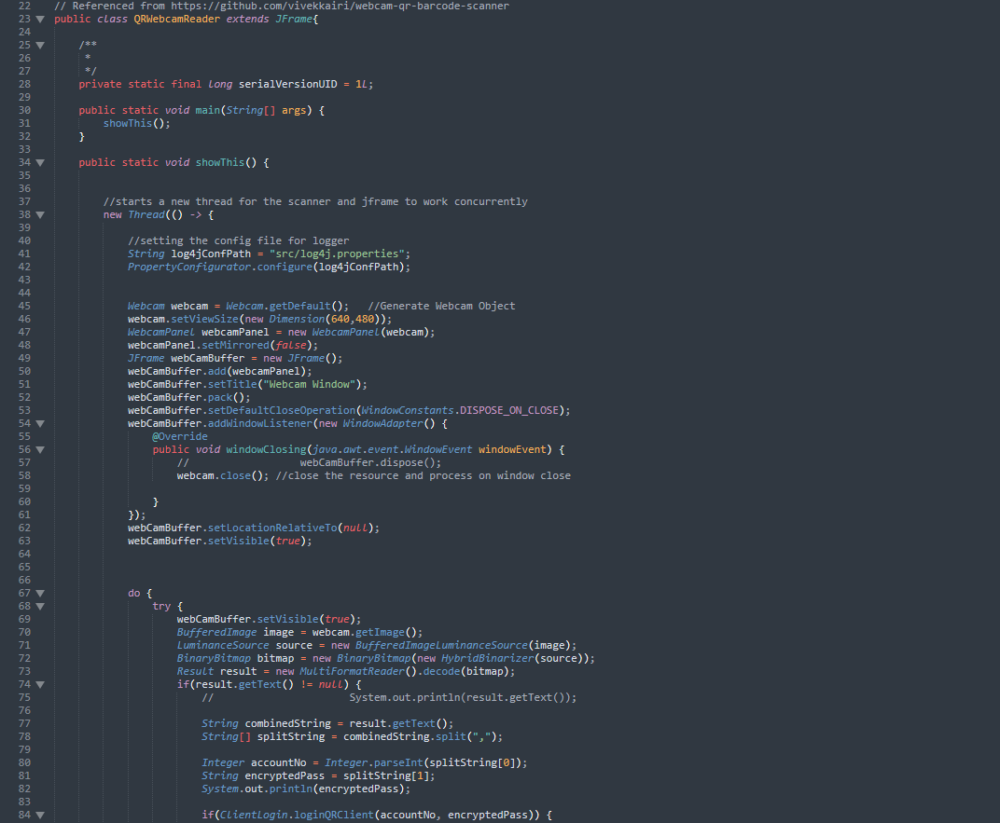 22 // Referenced from https://github.com/vivekkairi/webcam-qr-barcode-scanner
23 public class QRWebcamReader extends JFrame{
24
25 /**
26 *
27 */
28 private static final long serialVersionUID = 1L;
29
30 public static void main(String[] args) {
31 showThis();
32 }
33
34 public static void showThis() {
35
36
37 //starts a new thread for the scanner and jframe to work concurrently
38 new Thread(() -> {
39
40 //setting the config file for logger
41 String log4jConfPath = "src/log4j.properties";
42 PropertyConfigurator.configure(log4jConfPath);
43
44
45 Webcam webcam = Webcam.getDefault(); //Generate Webcam Object
46 webcam.setViewSize(new Dimension(640,480));
47 WebcamPanel webcamPanel = new WebcamPanel(webcam);
48 webcamPanel.setMirrored(false);
49 JFrame webCamBuffer = new JFrame();
50 webCamBuffer.add(webcamPanel);
51 webCamBuffer.setTitle("Webcam Window");
52 webCamBuffer.pack();
53 webCamBuffer.setDefaultCloseOperation(WindowConstants.DISPOSE_ON_CLOSE);
54 webCamBuffer.addWindowListener(new WindowAdapter() {
55 @Override
56 public void windowClosing(java.awt.event.WindowEvent windowEvent) {
57 // webCamBuffer.dispose();
58 webcam.close(); //close the resource and process on window close
59
60 }
61 });
62 webCamBuffer.setLocationRelativeTo(null);
63 webCamBuffer.setVisible(true);
64
65
66
67 do {
68 try {
69 webCamBuffer.setVisible(true);
70 BufferedImage image = webcam.getImage();
71 LuminanceSource source = new BufferedImageLuminanceSource(image);
72 BinaryBitmap bitmap = new BinaryBitmap(new HybridBinarizer(source));
73 Result result = new MultiFormatReader().decode(bitmap);
74 if(result.getText() != null) {
75 // System.out.println(result.getText());
76
77 String combinedString = result.getText();
78 String[] splitString = combinedString.split(",");
79
80 Integer accountNo = Integer.parseInt(splitString[0]);
81 String encryptedPass = splitString[1];
82 System.out.println(encryptedPass);
83
84 if(ClientLogin.loginQRClient(accountNo, encryptedPass)) {